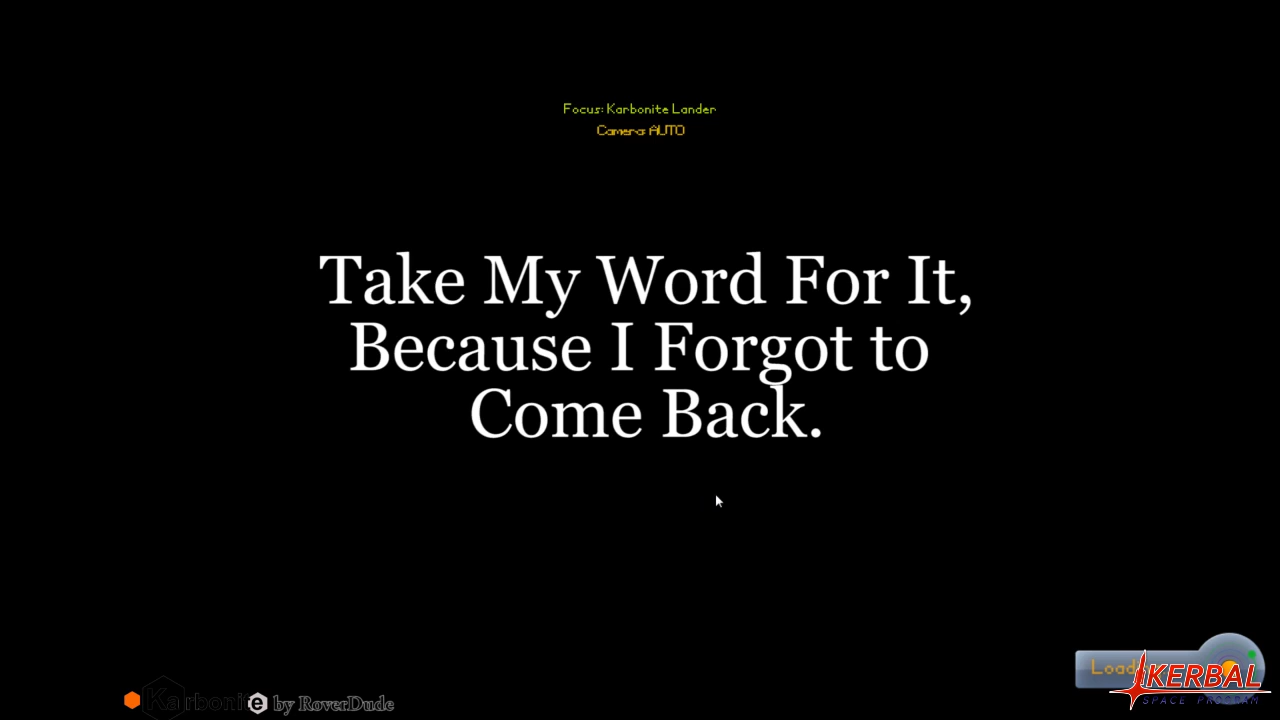 Focus: Karbonite Lander
Camera: AUTO
Take My Word For It,
Because I Forgot to
Come Back.
Karbonite by RoverDude
KERBAL
SPACE PROGRAM